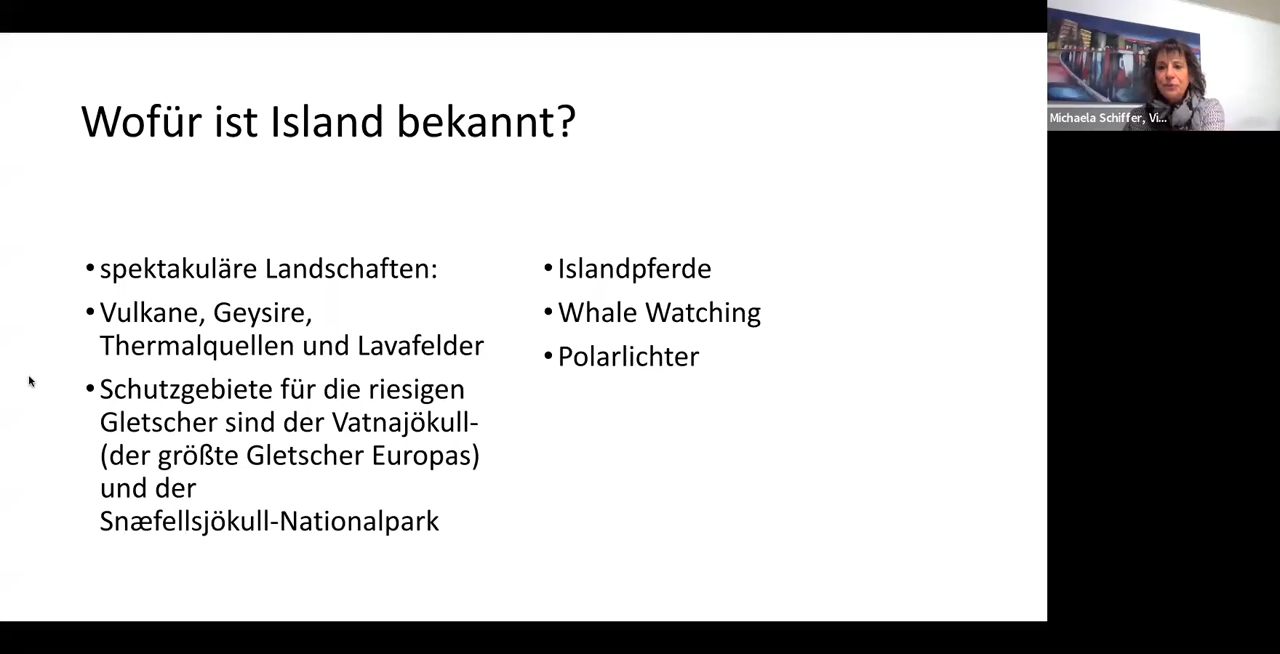 Wofür ist Island bekannt?
• spektakuläre Landschaften:
• Vulkane, Geysire,
Thermalquellen und Lavafelder
• Schutzgebiete für die riesigen
Gletscher sind der Vatnajökull-
(der größte Gletscher Europas)
und der
Snæfellsjökull-Nationalpark
• Islandpferde
• Whale Watching
• Polarlichter
Michaela Schiffer, Vi...